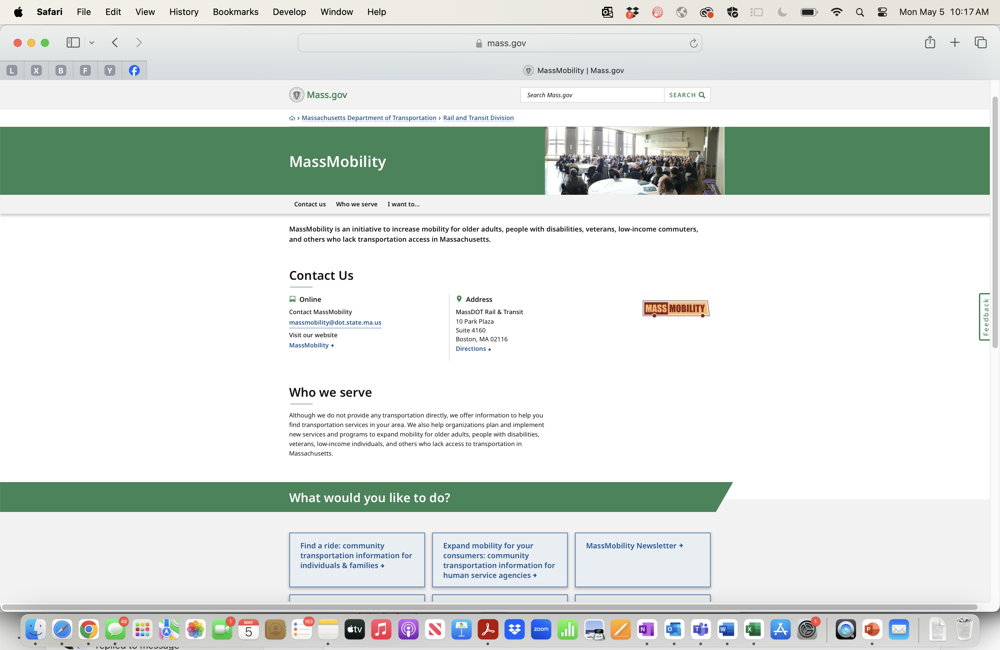 Safari File Edit View History Bookmarks Develop Window Help 7 Mon May 5 10:17 AM
mass.gov
L X B F Y MassMobility | Mass.gov
Mass.gov Search Mass.gov SEARCH
> Massachusetts Department of Transportation > Rail and Transit Division
MassMobility
Contact us Who we serve I want to...
MassMobility is an initiative to increase mobility for older adults, people with disabilities, veterans, low-income commuters,
and others who lack transportation access in Massachusetts.
Contact Us
Online
Contact MassMobility
massmobility@dot.state.ma.us
Visit our website
MassMobility
Address
MassDOT Rail & Transit
10 Park Plaza
Suite 4160
Boston, MA 02116
Directions
MASS MOBILITY
Feedback
Who we serve
Although we do not provide any transportation directly, we offer information to help you
find transportation services in your area. We also help organizations plan and implement
new services and programs to expand mobility for older adults, people with disabilities,
veterans, low-income individuals, and others who lack access to transportation in
Massachusetts.
What would you like to do?
Find a ride: community
transportation information for
individuals & families
Expand mobility for your
consumers: community
transportation information for
human service agencies
MassMobility Newsletter
49 1 MAY 5 163 tv zoom N O T W X 1 P DOCX
replied to message